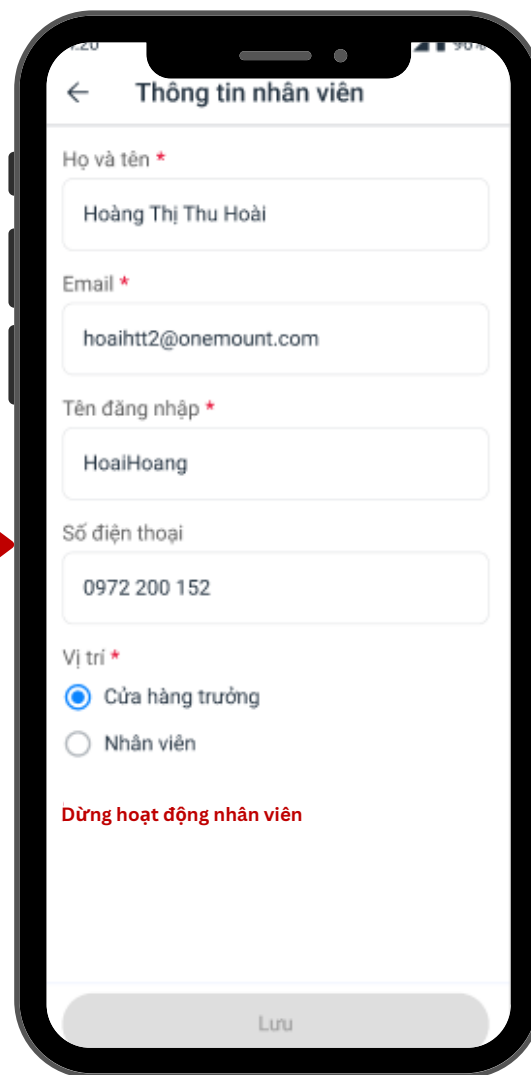 Thông tin nhân viên
Họ và tên *
Hoàng Thị Thu Hoài
Email *
hoaihtt2@onemount.com
Tên đăng nhập *
HoaiHoang
Số điện thoại
0972 200 152
Vị trí *
Cửa hàng trưởng
Nhân viên
Dừng hoạt động nhân viên
Lưu